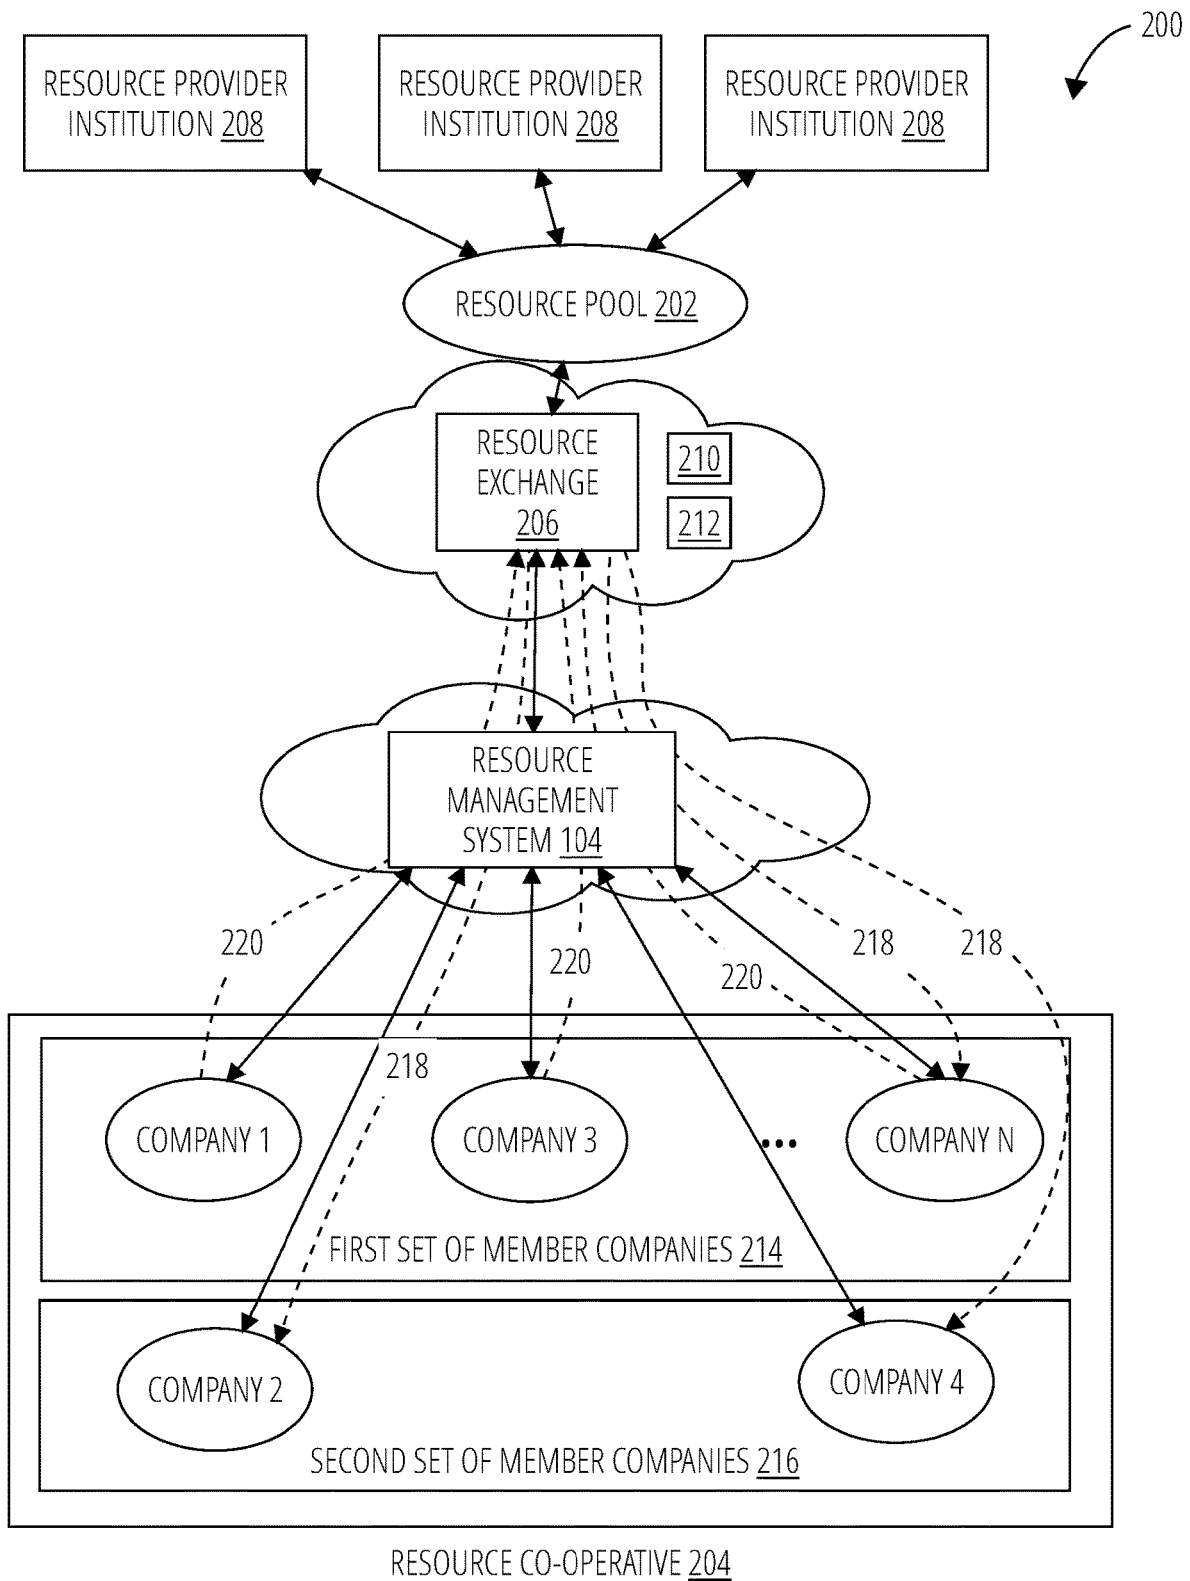 200
RESOURCE PROVIDER
INSTITUTION 208
RESOURCE PROVIDER
INSTITUTION 208
RESOURCE PROVIDER
INSTITUTION 208
RESOURCE POOL 202
RESOURCE
EXCHANGE
206
210
212
RESOURCE
MANAGEMENT
SYSTEM 104
220
220
220
218
218
218
COMPANY 1
COMPANY 3
...
COMPANY N
FIRST SET OF MEMBER COMPANIES 214
COMPANY 2
COMPANY 4
SECOND SET OF MEMBER COMPANIES 216
RESOURCE CO-OPERATIVE 204